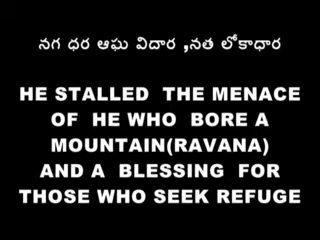 నగ ధర ఆఘ విదార ,నత లోకాధార
HE STALLED THE MENACE
OF HE WHO BORE A
MOUNTAIN(RAVANA)
AND A BLESSING FOR
THOSE WHO SEEK REFUGE